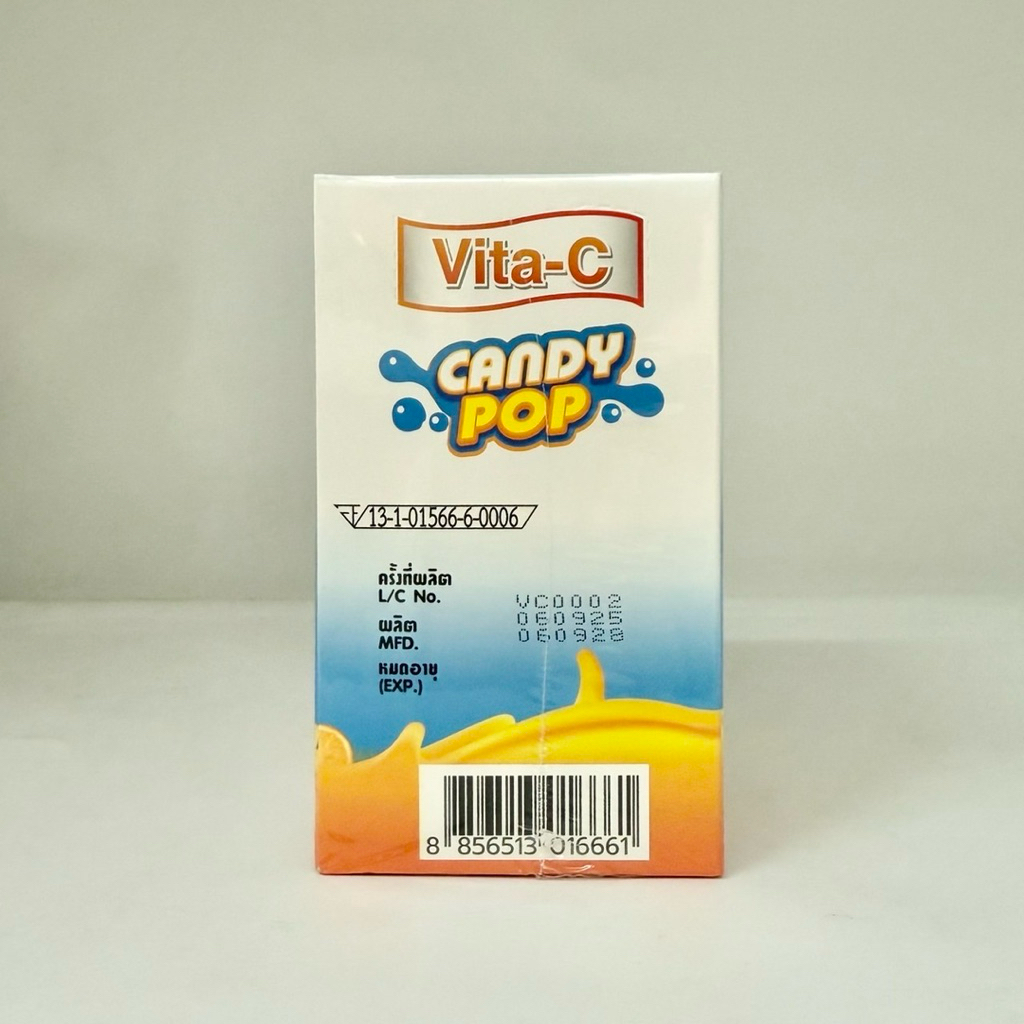 Vita-C
CANDY
POP
13-1-01566-6-0006
ครั้งที่ผลิต
L/C No.
VC0002
ผลิต
MFD.
060925
หมดอายุ
(EXP.)
060928
8 856513 016661